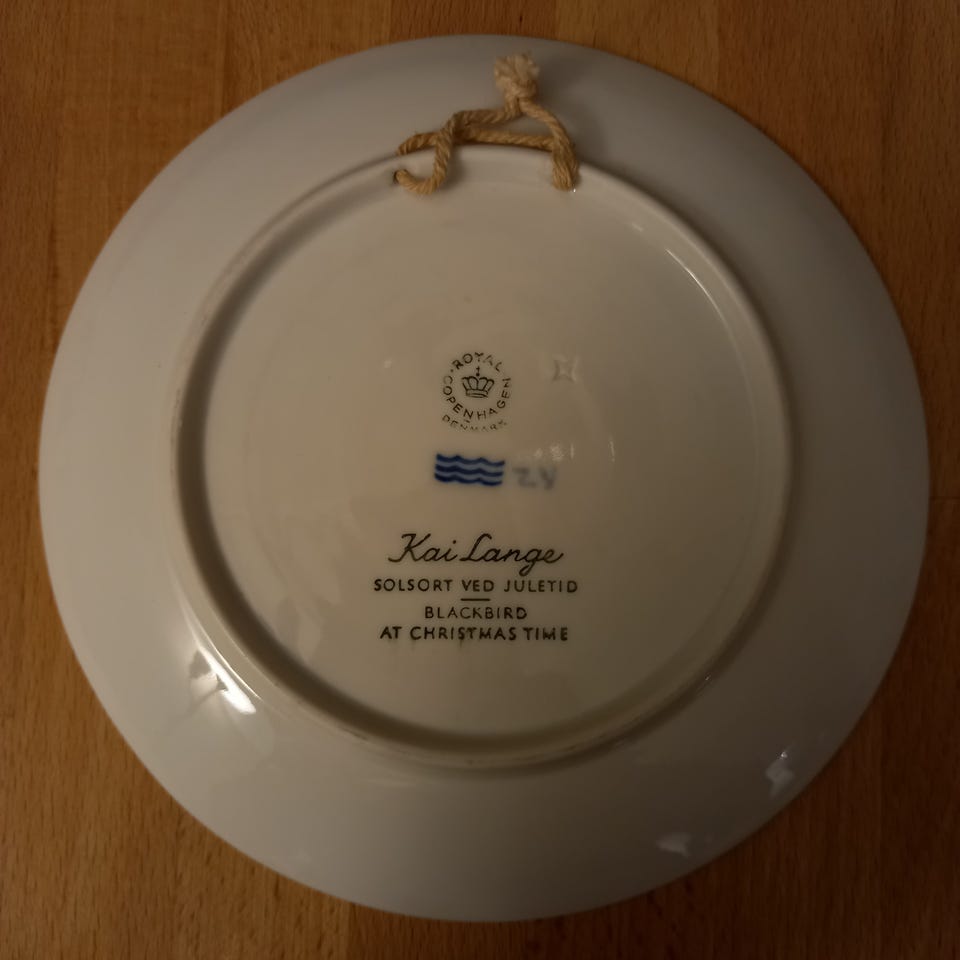 ROYAL COPENHAGEN
DENMARK
Kai Lange
SOLSORT VED JULETID
BLACKBIRD
AT CHRISTMAS TIME